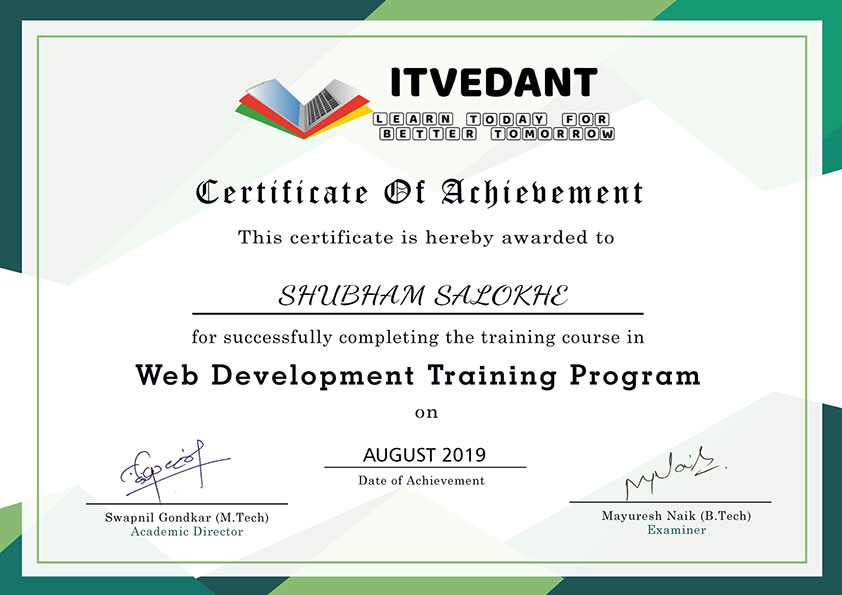 ITVEDANT
LEARN TODAY FOR
BETTER TOMORROW
Certificate Of Achievement
This certificate is hereby awarded to
SHUBHAM SALOKHE
for successfully completing the training course in
Web Development Training Program
on
AUGUST 2019
Date of Achievement
Swapnil Gondkar (M.Tech)
Academic Director
Mayuresh Naik (B.Tech)
Examiner